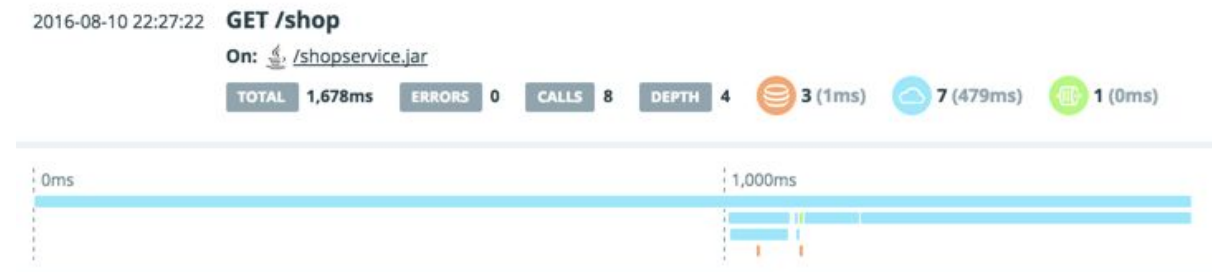 2016-08-10 22:27:22 GET /shop
On: /shopservice.jar
TOTAL 1,678ms ERRORS 0 CALLS 8 DEPTH 4 3 (1ms) 7 (479ms) 1 (0ms)
0ms 1,000ms